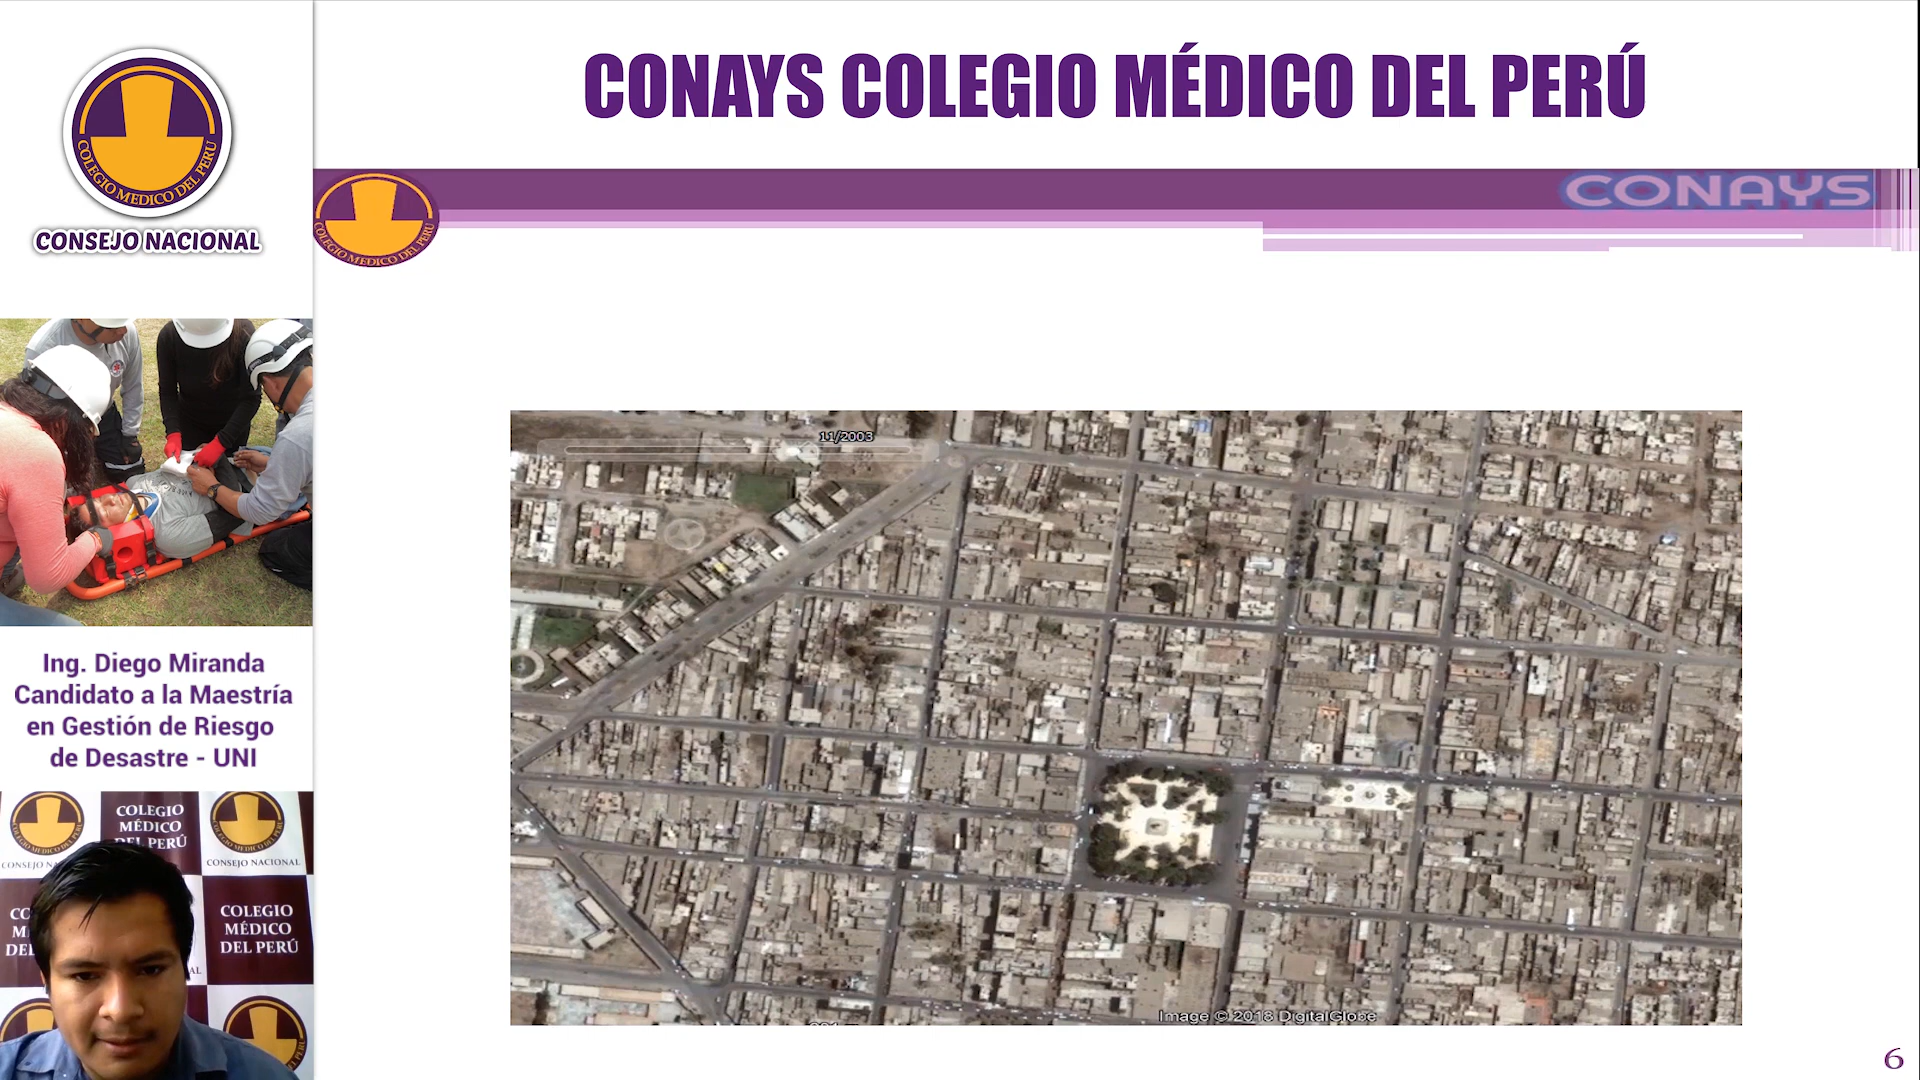 COLEGIO MEDICO DEL PERU
CONSEJO NACIONAL
CONAYS COLEGIO MÉDICO DEL PERÚ
CONAYS
COLEGIO MEDICO DEL PERU
11/2003
Image © 2018 DigitalGlobe
Ing. Diego Miranda
Candidato a la Maestría
en Gestión de Riesgo
de Desastre - UNI
COLEGIO
MÉDICO
DEL PERÚ
CONSEJO NACIONAL
COLEGIO
MÉDICO
DEL PERÚ
6